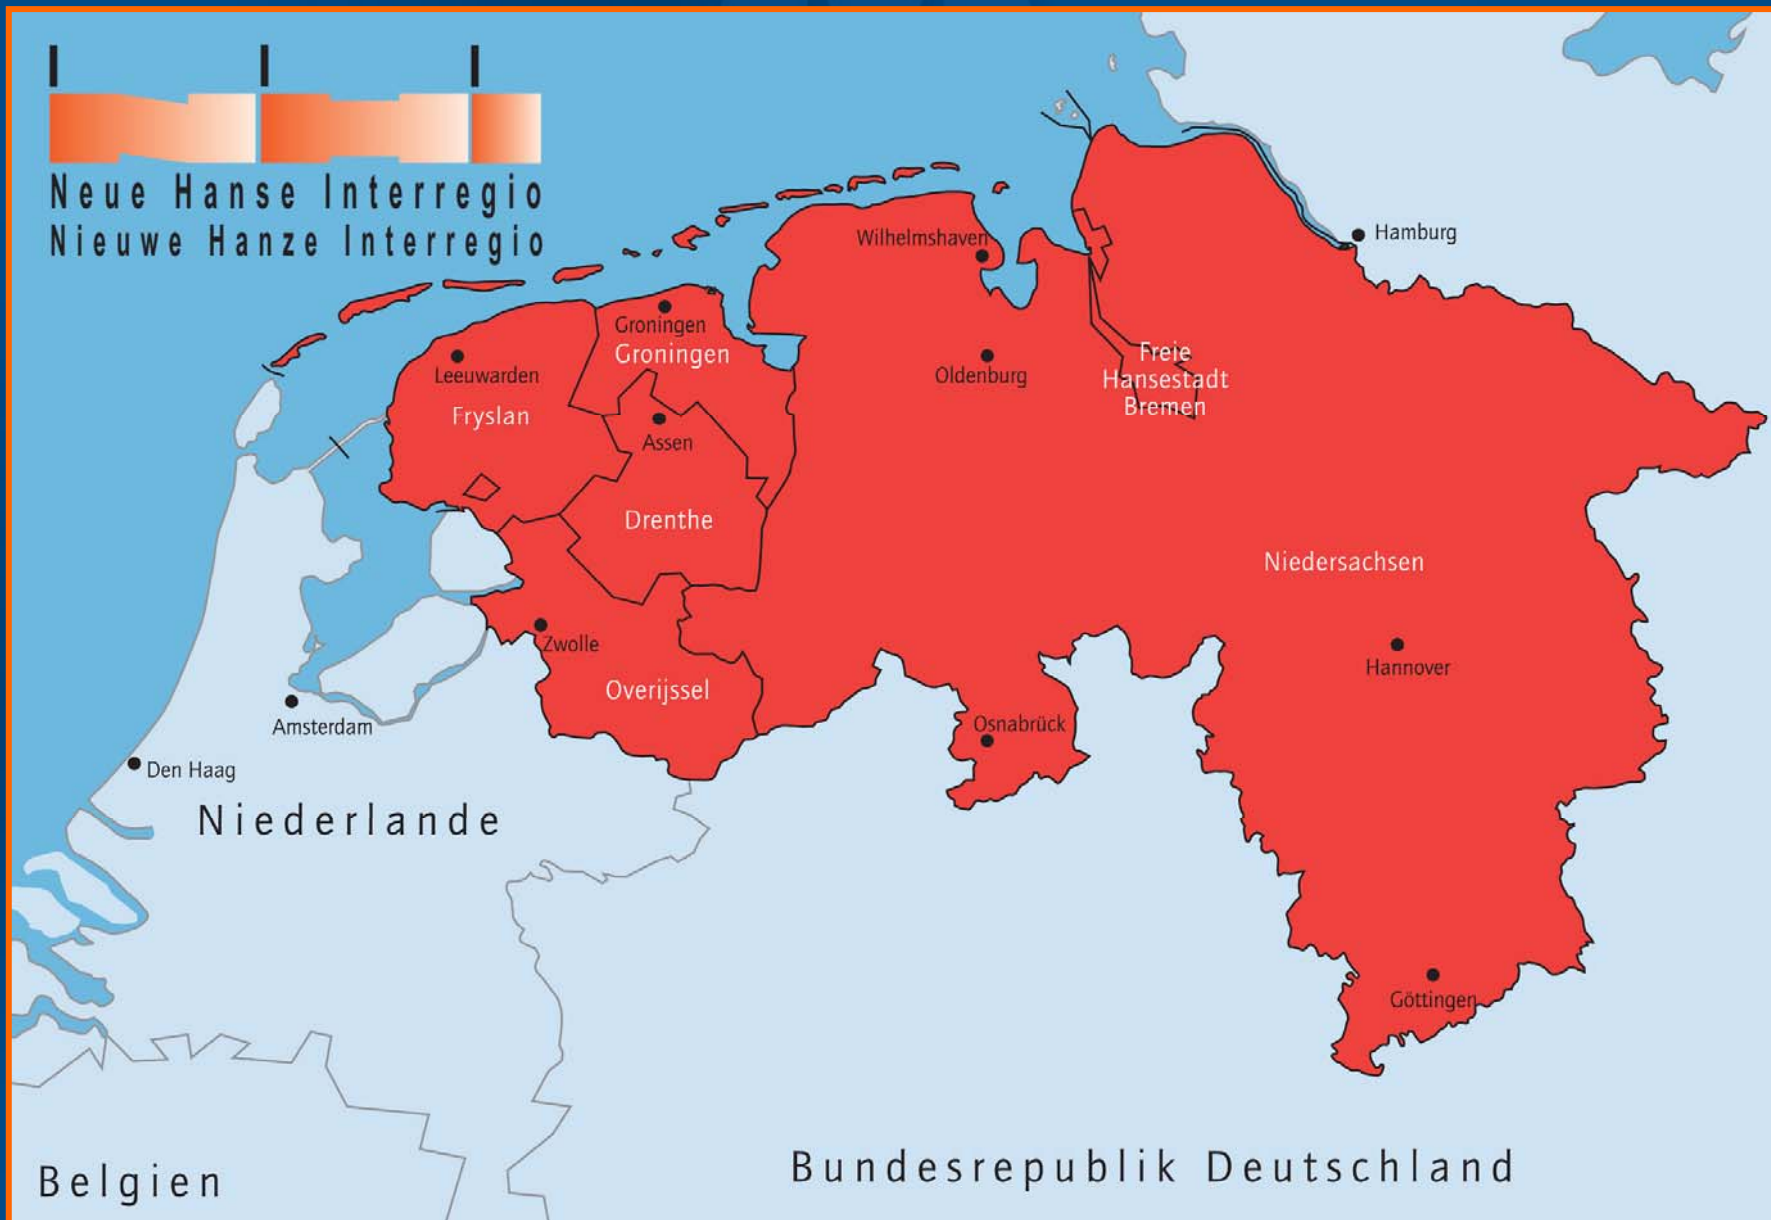 Neue Hanse Interregio
Nieuwe Hanze Interregio
Hamburg
Wilhelmshaven
Groningen
Groningen
Leeuwarden
Fryslan
Assen
Drenthe
Oldenburg
Freie
Hansestadt
Bremen
Niedersachsen
Zwolle
Overijssel
Hannover
Osnabrück
Amsterdam
Den Haag
Niederlande
Göttingen
Belgien
Bundesrepublik Deutschland